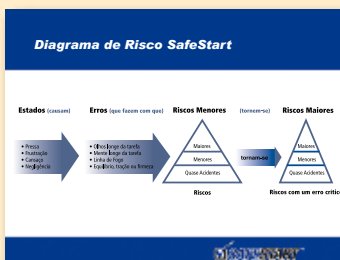 Diagrama de Risco SafeStart
Estados (causam)
Erros (que fazem com que)
Riscos Menores
(tornem-se)
Riscos Maiores
• Pressa
• Frustração
• Cansaço
• Negligência
• Olhos longe da tarefa
• Mente longe da tarefa
• Linha de Fogo
• Equilíbrio, tração ou firmeza
Maiores
Menores
Quase Acidentes
Riscos
tornam-se
Maiores
Menores
Quase Acidentes
Riscos com um erro crític